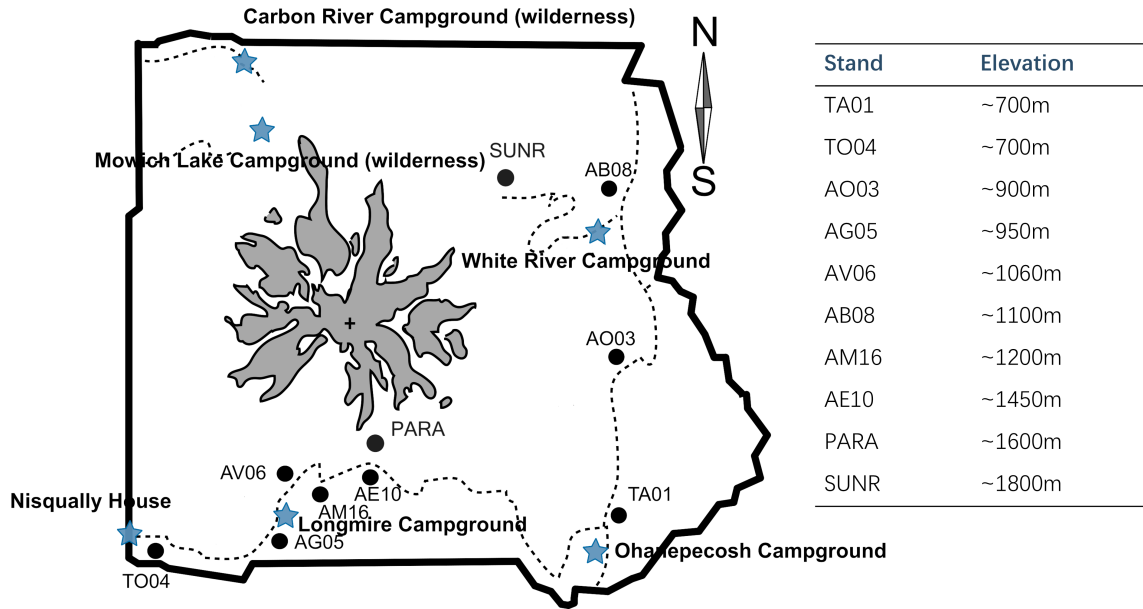 Carbon River Campground (wilderness)
N
S
Mowich Lake Campground (wilderness)
SUNR
AB08
White River Campground
AO03
PARA
AV06
AE10
AM16
Nisqually House
Longmire Campground
TA01
AG05
TO04
Ohanepecosh Campground
Stand Elevation
TA01 ~700m
TO04 ~700m
AO03 ~900m
AG05 ~950m
AV06 ~1060m
AB08 ~1100m
AM16 ~1200m
AE10 ~1450m
PARA ~1600m
SUNR ~1800m